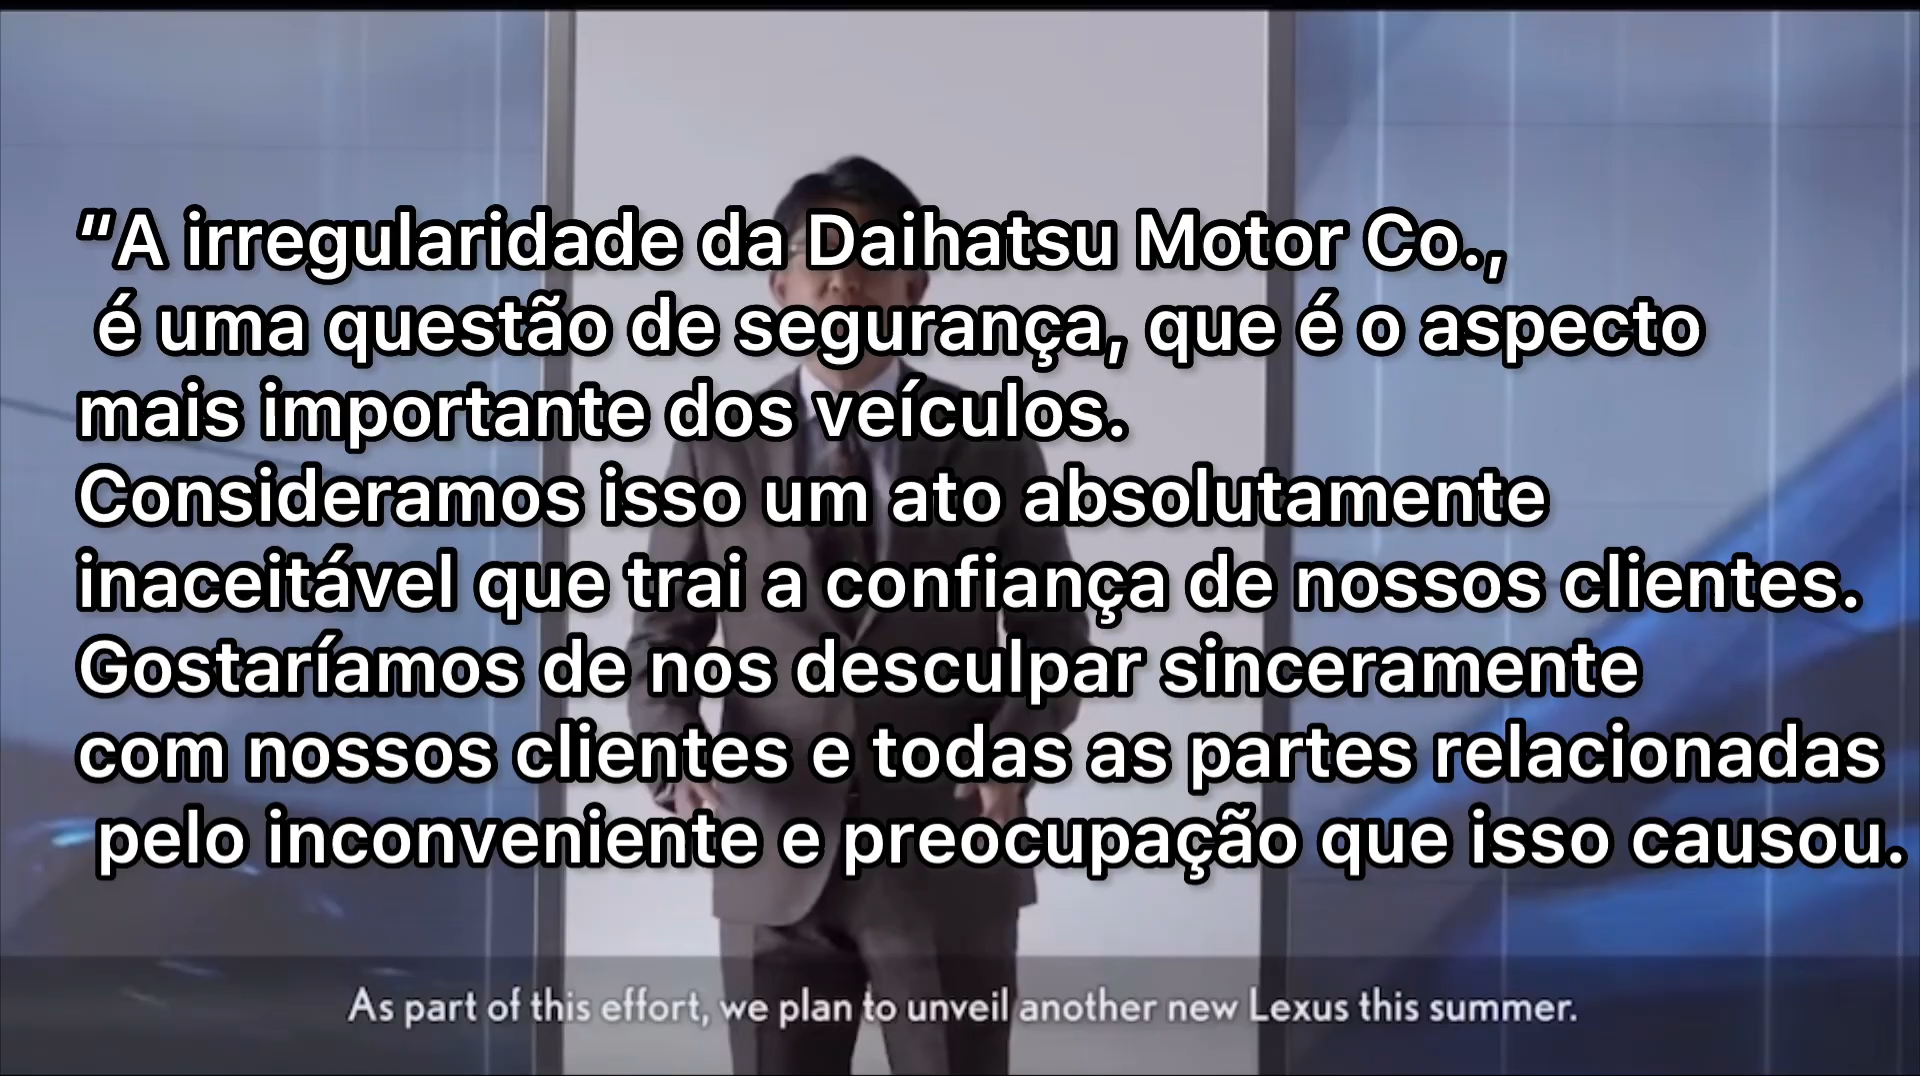 “A irregularidade da Daihatsu Motor Co.,
é uma questão de segurança, que é o aspecto
mais importante dos veículos.
Consideramos isso um ato absolutamente
inaceitável que trai a confiança de nossos clientes.
Gostaríamos de nos desculpar sinceramente
com nossos clientes e todas as partes relacionadas
pelo inconveniente e preocupação que isso causou.
As part of this effort, we plan to unveil another new Lexus this summer.